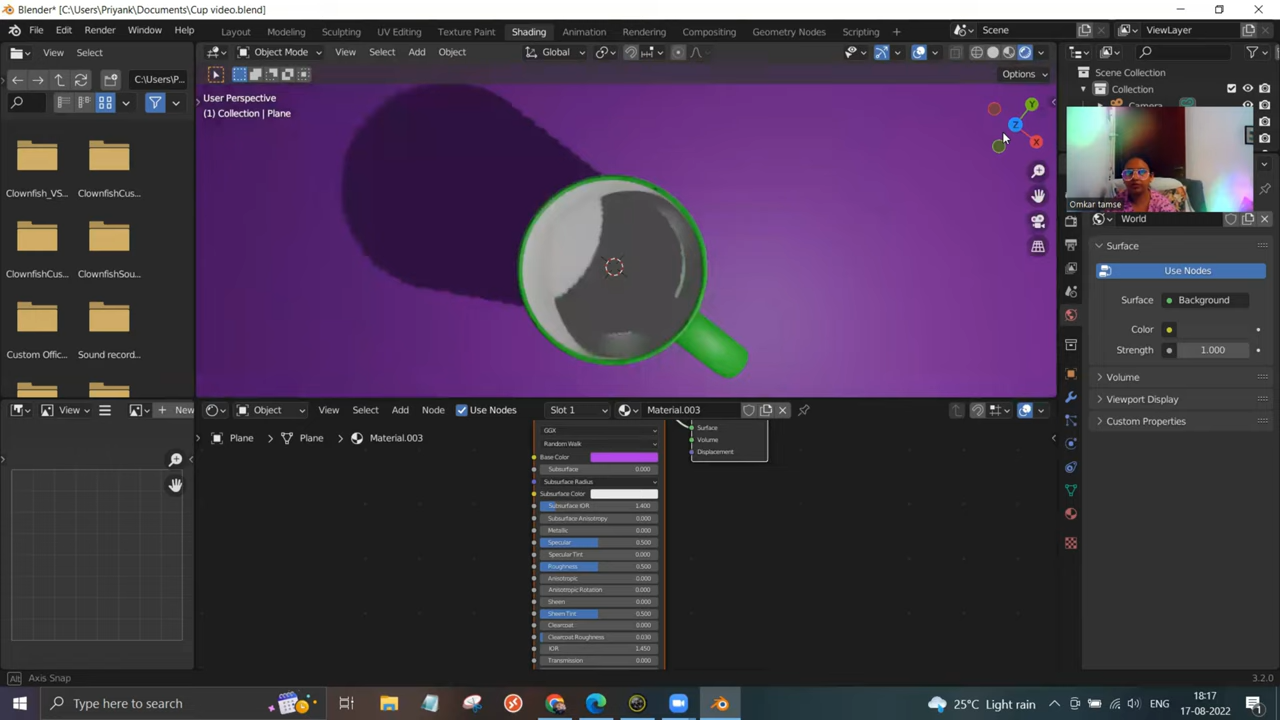 Blender* [C:\Users\Priyank\Documents\Cup video.blend]
File Edit Render Window Help Layout Modeling Sculpting UV Editing Texture Paint Shading Animation Rendering Compositing Geometry Nodes Scripting + Scene ViewLayer
View Select Object Mode View Select Add Object Global
C:\Users\P...
Options
Scene Collection
Collection
Camera
User Perspective
(1) Collection | Plane
Y
Z
X
Clownfish_VS...
ClownfishCus...
ClownfishCus...
ClownfishSou...
Custom Offic...
Sound record...
Omkar tamse
World
Surface
Use Nodes
Surface Background
Color
Strength 1.000
Volume
Viewport Display
Custom Properties
View New Object View Select Add Node Use Nodes Slot 1 Material.003
Plane Plane Material.003
GGX
Random Walk
Base Color
Subsurface 0.000
Subsurface Radius
Subsurface Color
Subsurface IOR 1.400
Subsurface Anisotropy 0.000
Metallic 0.000
Specular 0.500
Specular Tint 0.000
Roughness 0.500
Anisotropic 0.000
Anisotropic Rotation 0.000
Sheen 0.000
Sheen Tint 0.500
Clearcoat 0.000
Clearcoat Roughness 0.030
IOR 1.450
Transmission 0.000
Surface
Volume
Displacement
Alt Axis Snap
3.2.0
Type here to search
25°C Light rain
ENG
18:17
17-08-2022
1